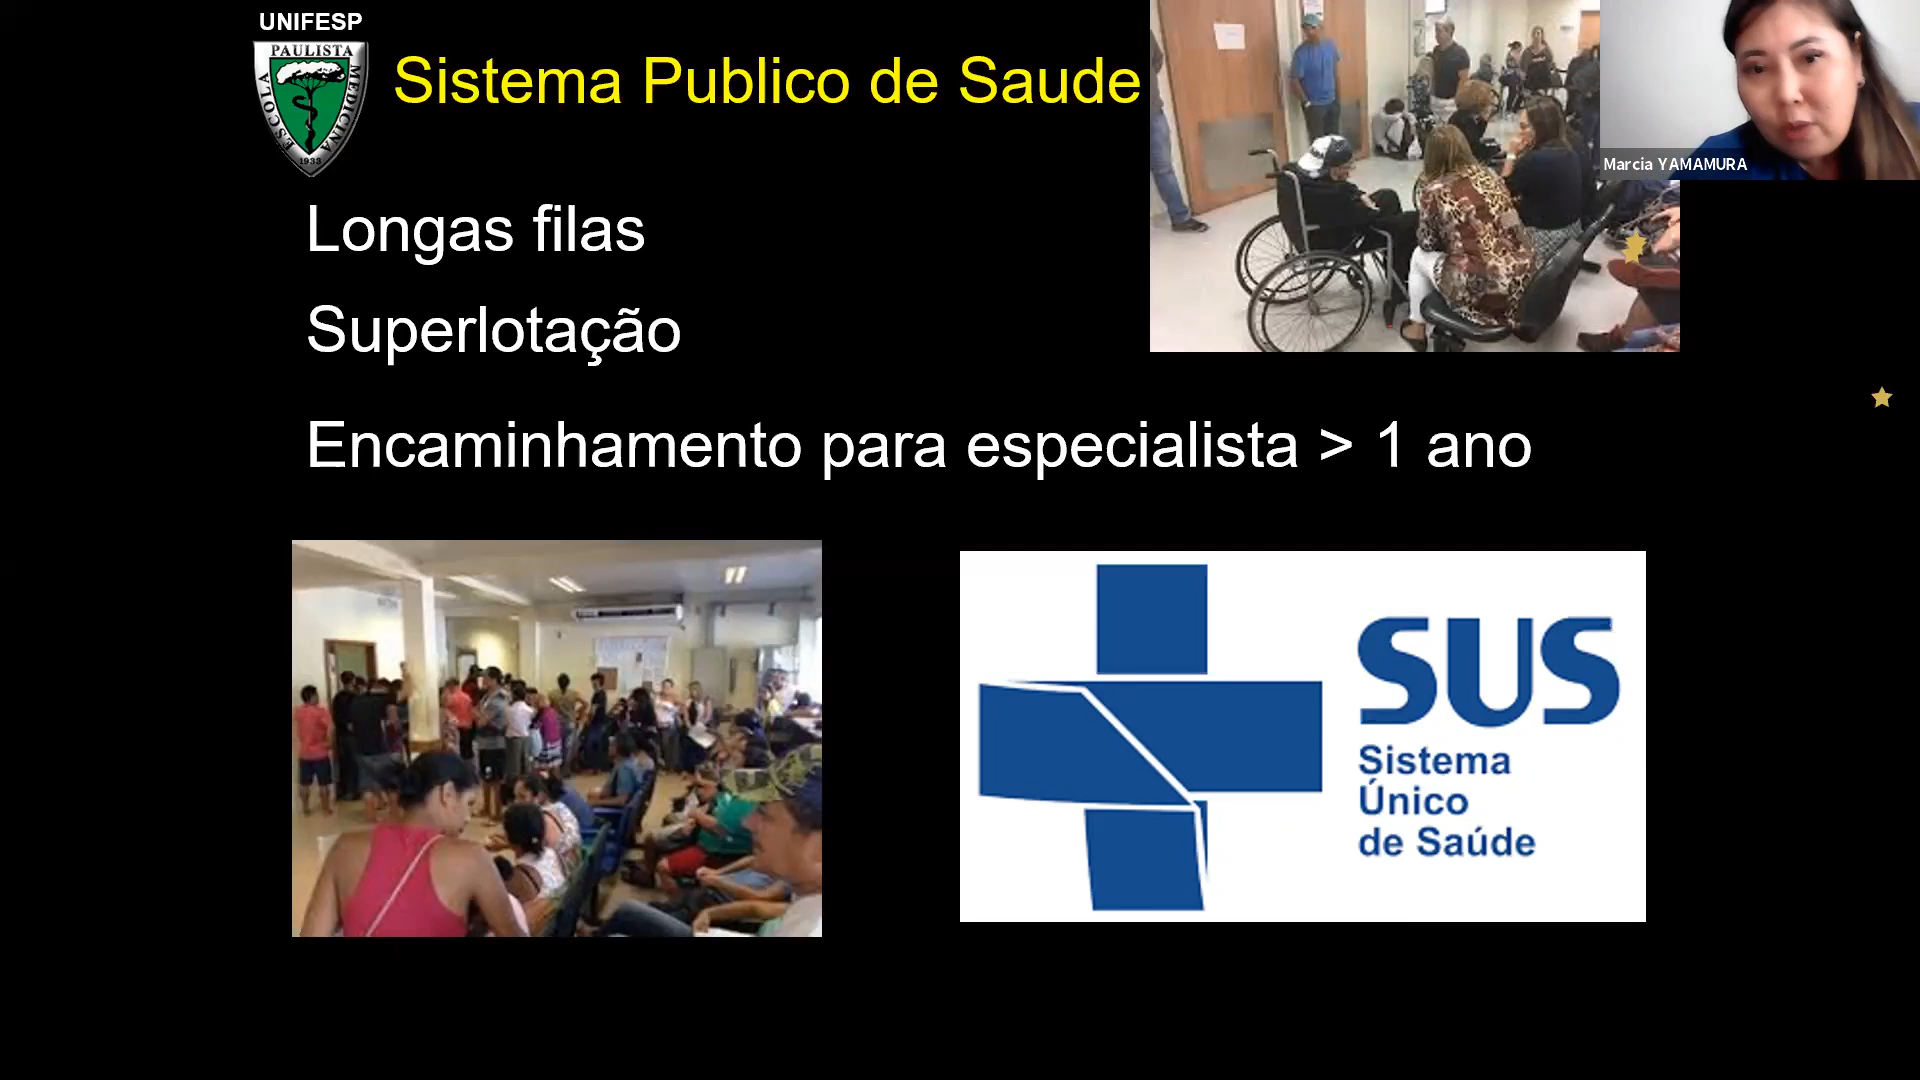 UNIFESP
ESCOLA PAULISTA MEDICINA
1933
Sistema Publico de Saude
Marcia YAMAMURA
Longas filas
Superlotação
Encaminhamento para especialista > 1 ano
SUS
Sistema
Único
de Saúde